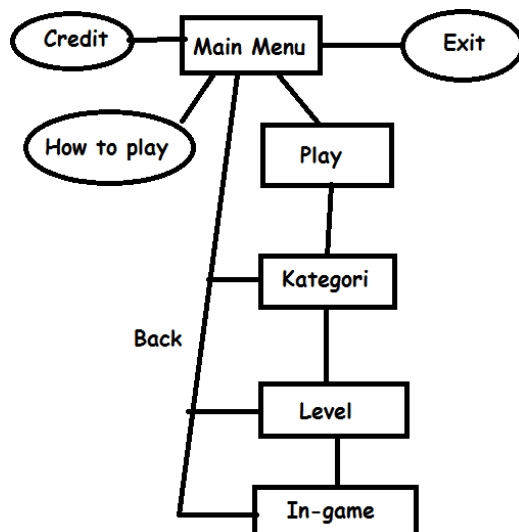 Credit
Main Menu
Exit
How to play
Play
Kategori
Back
Level
In-game